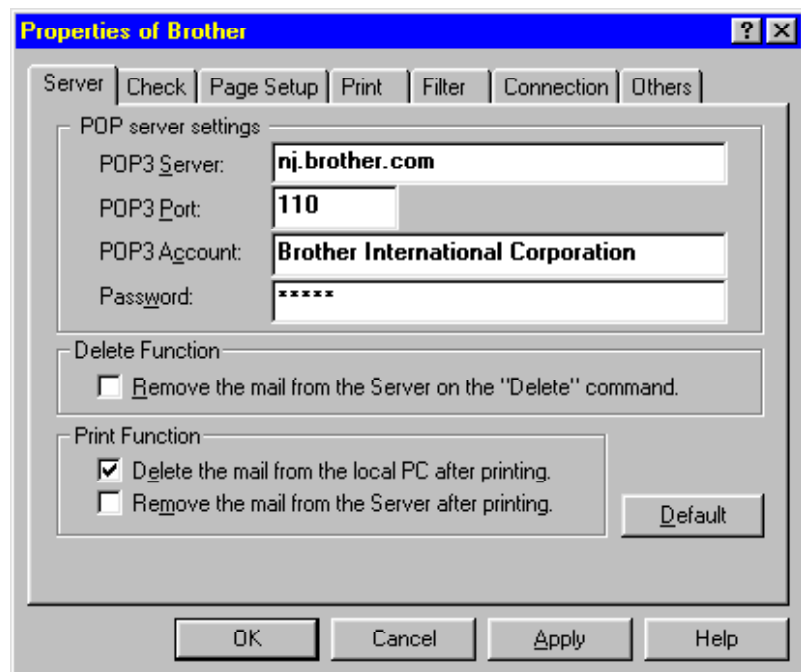 Properties of Brother
Server Check Page Setup Print Filter Connection Others
POP server settings
POP3 Server: nj.brother.com
POP3 Port: 110
POP3 Account: Brother International Corporation
Password: *****
Delete Function
Remove the mail from the Server on the "Delete" command.
Print Function
Delete the mail from the local PC after printing.
Remove the mail from the Server after printing.
Default
OK Cancel Apply Help